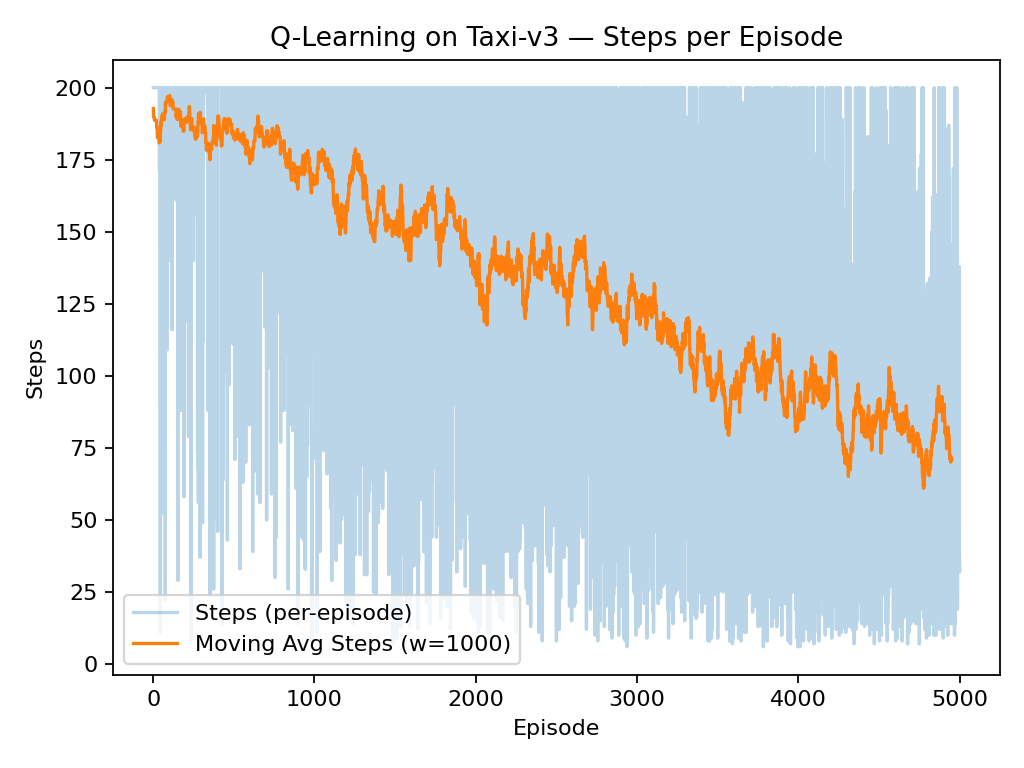 Q-Learning on Taxi-v3 — Steps per Episode
Steps
200
175
150
125
100
75
50
25
0
Steps (per-episode)
Moving Avg Steps (w=1000)
0 1000 2000 3000 4000 5000
Episode